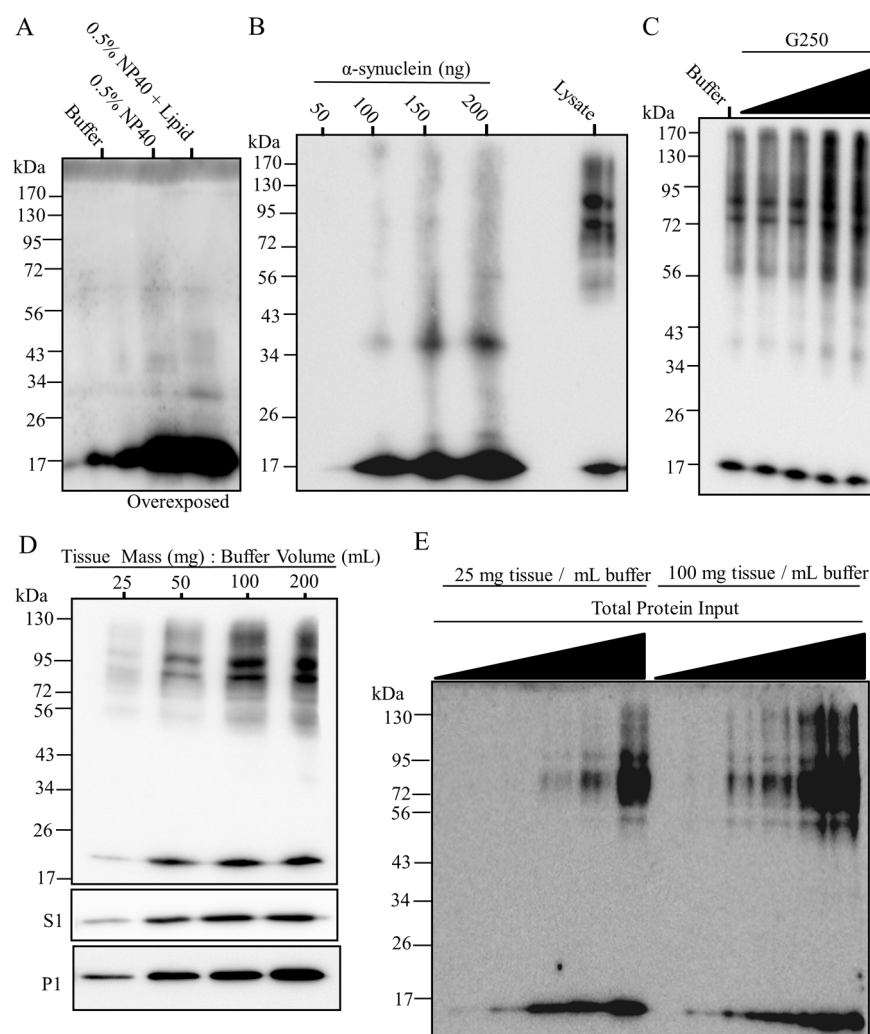 A
Buffer
0.5% NP40
0.5% NP40 + Lipid
kDa
170
130
95
72
56
43
34
26
17
Overexposed
B
α-synuclein (ng)
50
100
150
200
Lysate
kDa
170
130
95
72
56
43
34
26
17
C
G250
Buffer
kDa
170
130
95
72
56
43
34
26
17
D
Tissue Mass (mg) : Buffer Volume (mL)
25 50 100 200
kDa
130
95
72
56
43
34
26
17
S1
P1
E
25 mg tissue / mL buffer 100 mg tissue / mL buffer
Total Protein Input
kDa
130
95
72
56
43
34
26
17